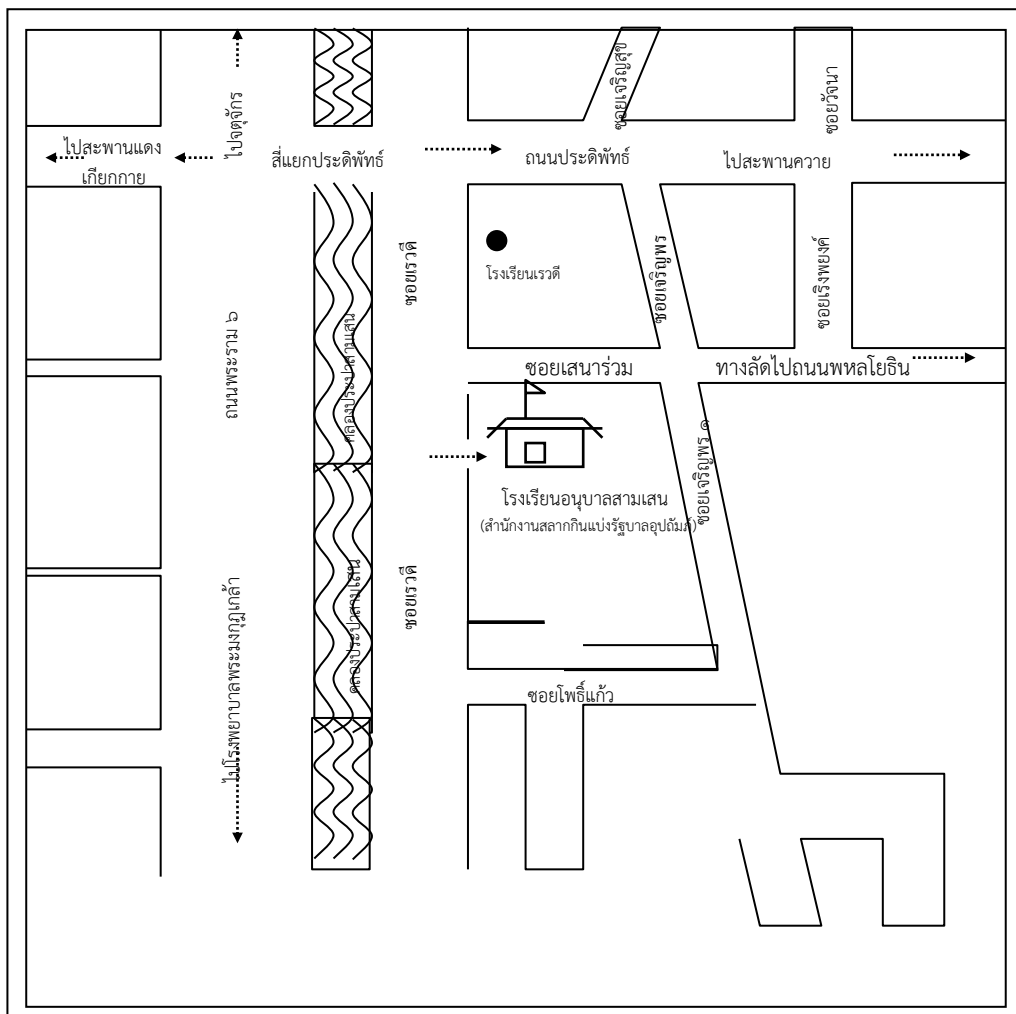 ซอยเจริญสุข
ซอยวัจนา
ไปจตุจักร
ไปสะพานแดง
เกียกกาย
สี่แยกประดิพัทธ์
ถนนประดิพัทธ์
ไปสะพานควาย
ซอยเรวดี
โรงเรียนเรวดี
ซอยเจริญพร
ซอยเริงพยงค์
ถนนพระราม ๖
คลองประปาสามเสน
ซอยเสนาร่วม
ทางลัดไปถนนพหลโยธิน
ซอยเจริญพร ๑
โรงเรียนอนุบาลสามเสน
(สำนักงานสลากกินแบ่งรัฐบาลอุปถัมภ์)
ซอยเรวดี
คลองประปาสามเสน
ไปโรงพยาบาลพระมงกุฎเกล้า
ซอยโพธิ์แก้ว